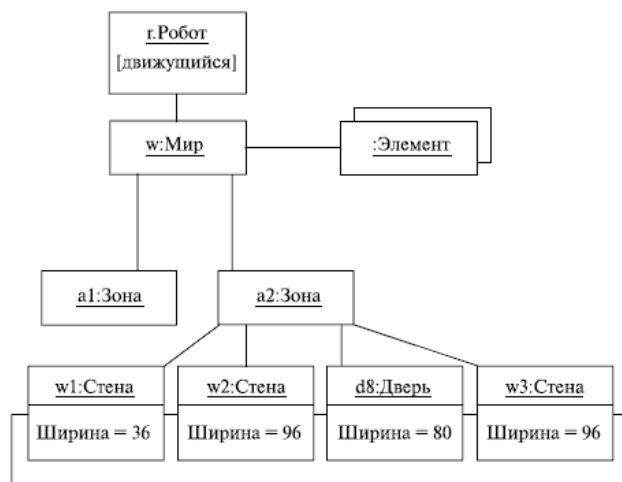 r.Робот
[движущийся]
w:Мир
:Элемент
a1:Зона
a2:Зона
w1:Стена
Ширина = 36
w2:Стена
Ширина = 96
d8:Дверь
Ширина = 80
w3:Стена
Ширина = 96